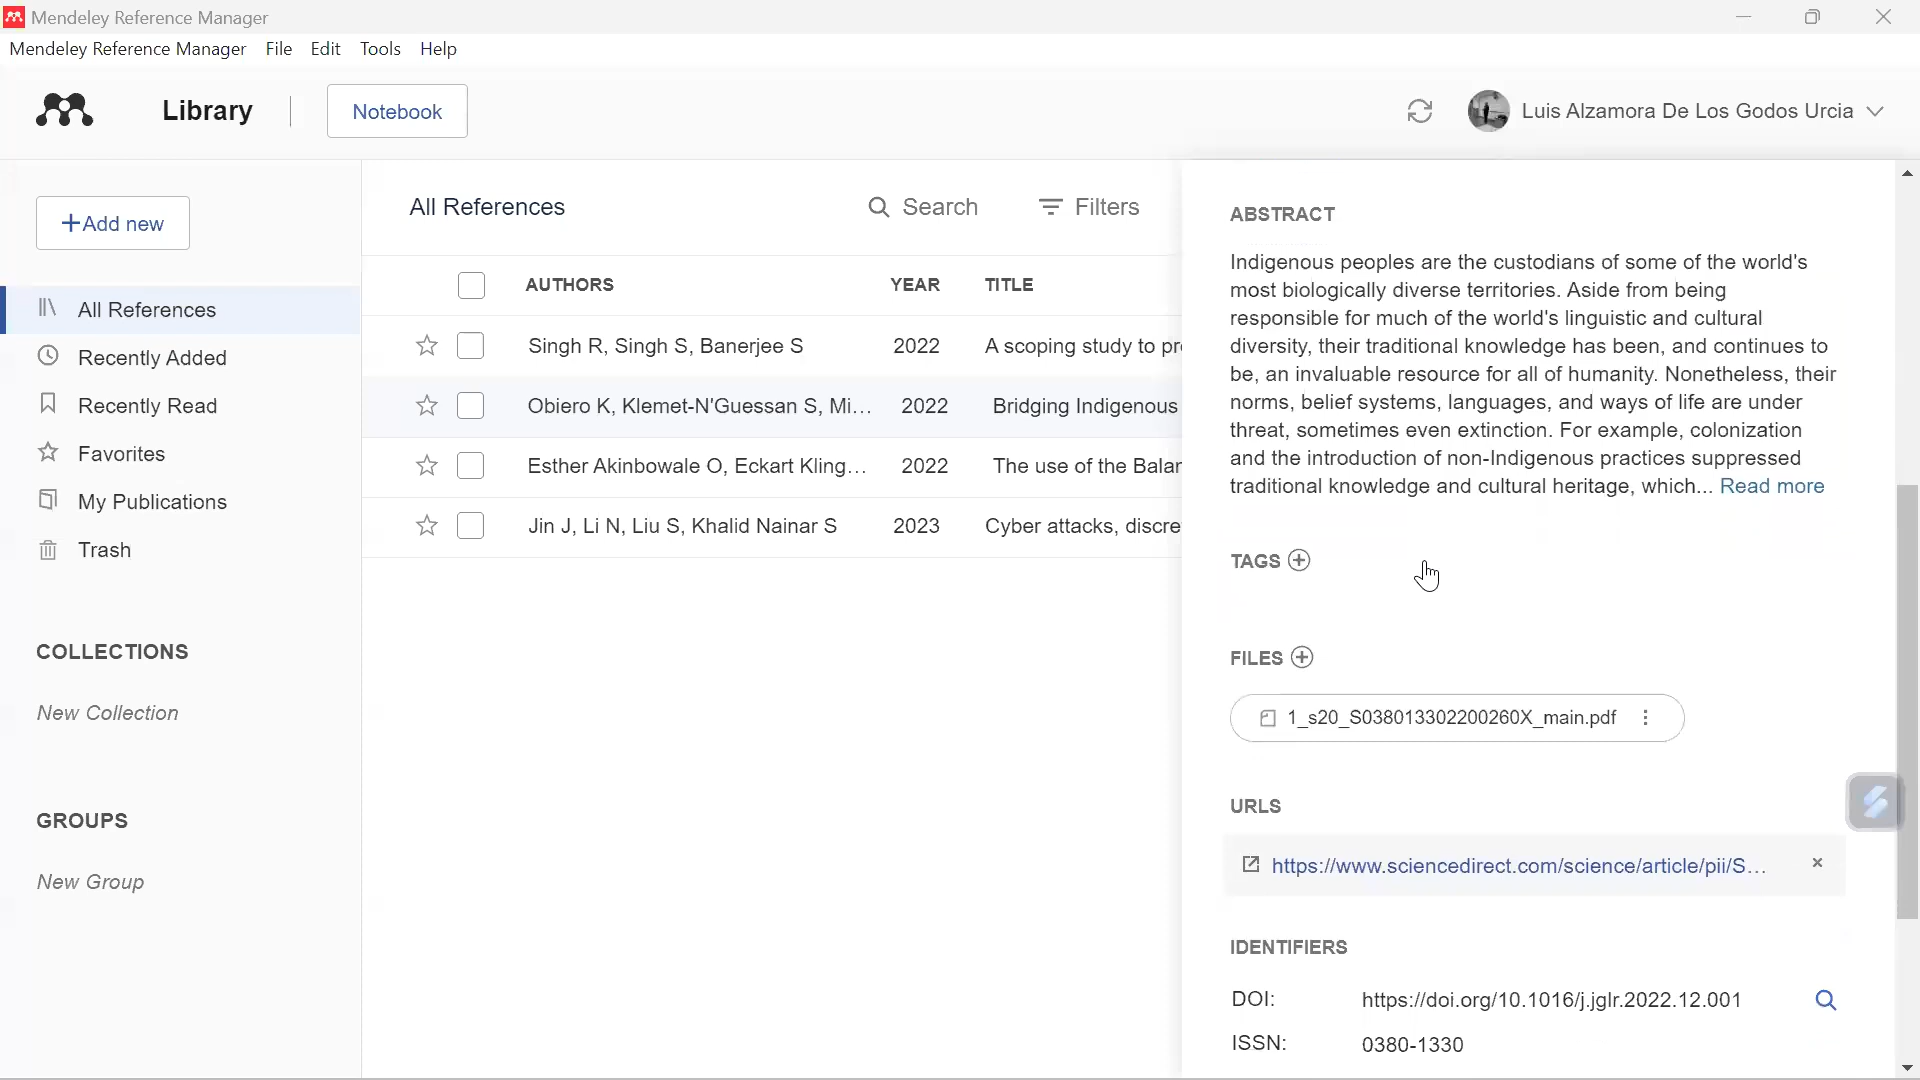 Mendeley Reference Manager
Mendeley Reference Manager File Edit Tools Help
Library
Notebook
Luis Alzamora De Los Godos Urcia
+Add new
All References
Recently Added
Recently Read
Favorites
My Publications
Trash
COLLECTIONS
New Collection
GROUPS
New Group
All References
Search
Filters
AUTHORS YEAR TITLE
Singh R, Singh S, Banerjee S 2022 A scoping study to pr
Obiero K, Klemet-N'Guessan S, Mi... 2022 Bridging Indigenous
Esther Akinbowale O, Eckart Kling... 2022 The use of the Balar
Jin J, Li N, Liu S, Khalid Nainar S 2023 Cyber attacks, discre
ABSTRACT
Indigenous peoples are the custodians of some of the world's
most biologically diverse territories. Aside from being
responsible for much of the world's linguistic and cultural
diversity, their traditional knowledge has been, and continues to
be, an invaluable resource for all of humanity. Nonetheless, their
norms, belief systems, languages, and ways of life are under
threat, sometimes even extinction. For example, colonization
and the introduction of non-Indigenous practices suppressed
traditional knowledge and cultural heritage, which... Read more
TAGS
FILES
1_s20_S038013302200260X_main.pdf
URLS
https://www.sciencedirect.com/science/article/pii/S...
IDENTIFIERS
DOI: https://doi.org/10.1016/j.jglr.2022.12.001
ISSN: 0380-1330